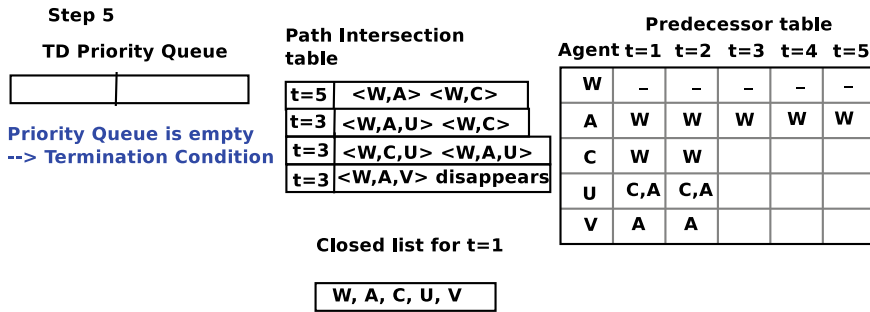 Step 5
TD Priority Queue
Priority Queue is empty
--> Termination Condition
Path Intersection
table
t=5 <W,A> <W,C>
t=3 <W,A,U> <W,C>
t=3 <W,C,U> <W,A,U>
t=3 <W,A,V> disappears
Closed list for t=1
W, A, C, U, V
Predecessor table
Agent t=1 t=2 t=3 t=4 t=5
W – – – – –
A W W W W W
C W W
U C,A C,A
V A A